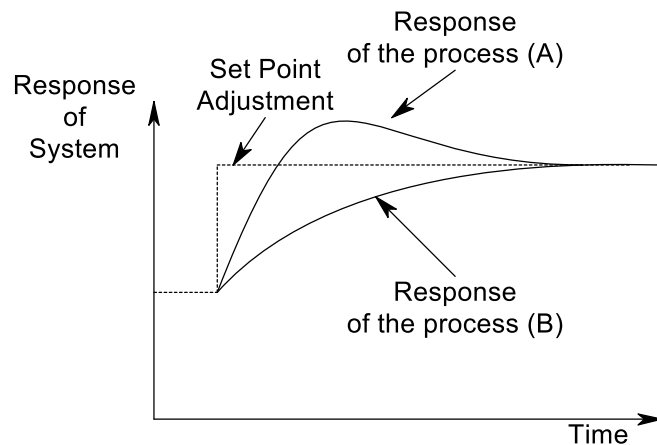 Response
of the process (A)
Set Point
Adjustment
Response
of
System
Response
of the process (B)
Time